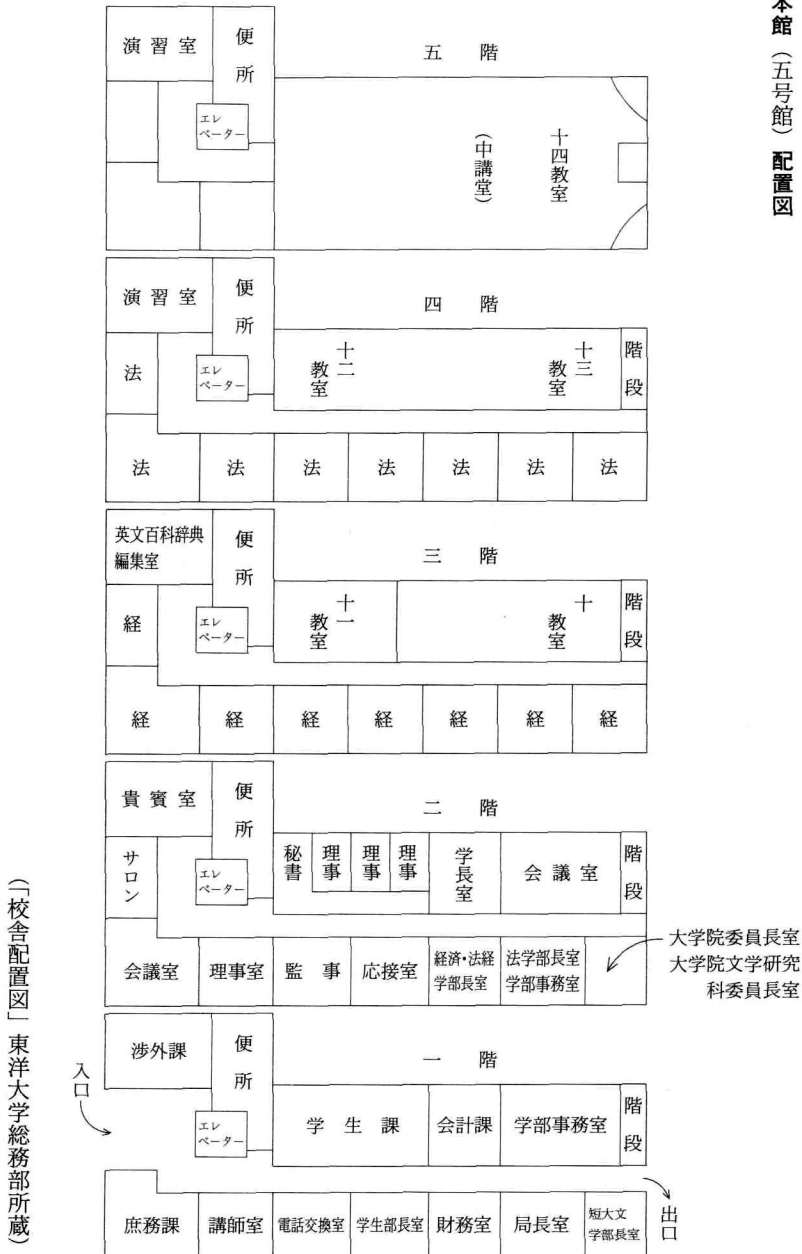 本館（五号館）配置図
五階
演習室
便所
エレベーター
十四教室
（中講堂）
四階
演習室
便所
エレベーター
十二教室
十三教室
階段
法
法
法
法
法
法
法
法
三階
英文百科辞典
編集室
便所
エレベーター
十一教室
十教室
階段
経
経
経
経
経
経
経
経
二階
貴賓室
便所
サロン
エレベーター
秘書
理事
理事
理事
学長室
会議室
階段
会議室
理事室
監事
応接室
経済・法経
学部長室
法学部長室
学部事務室
大学院委員長室
大学院文学研究
科委員長室
一階
渉外課
便所
入口
エレベーター
学生課
会計課
学部事務室
階段
出口
庶務課
講師室
電話交換室
学生部長室
財務室
局長室
短大文
学部長室
（「校舎配置図」東洋大学総務部所蔵）